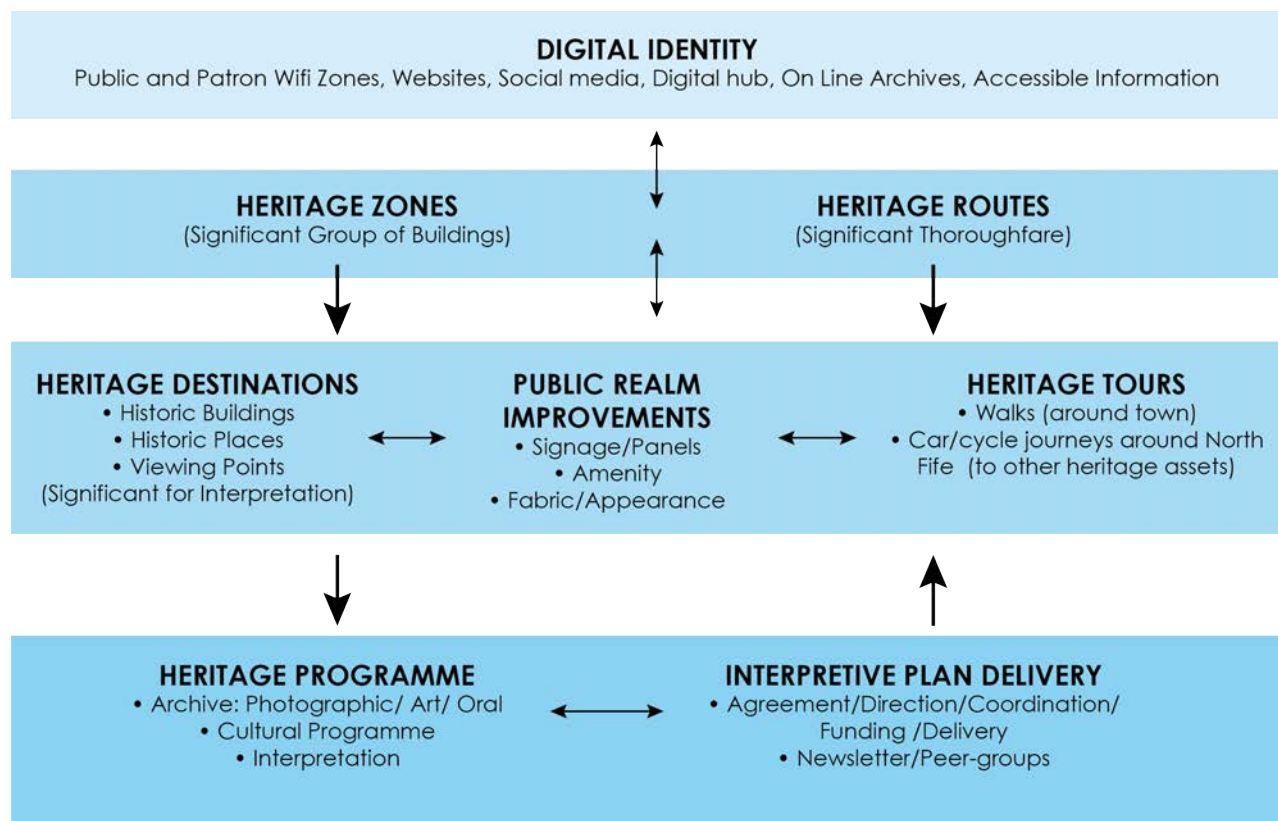 DIGITAL IDENTITY
Public and Patron Wifi Zones, Websites, Social media, Digital hub, On Line Archives, Accessible Information
HERITAGE ZONES
(Significant Group of Buildings)
HERITAGE ROUTES
(Significant Thoroughfare)
HERITAGE DESTINATIONS
• Historic Buildings
• Historic Places
• Viewing Points
(Significant for Interpretation)
PUBLIC REALM
IMPROVEMENTS
• Signage/Panels
• Amenity
• Fabric/Appearance
HERITAGE TOURS
• Walks (around town)
• Car/cycle journeys around North
Fife (to other heritage assets)
HERITAGE PROGRAMME
• Archive: Photographic/ Art/ Oral
• Cultural Programme
• Interpretation
INTERPRETIVE PLAN DELIVERY
• Agreement/Direction/Coordination/
Funding /Delivery
• Newsletter/Peer-groups